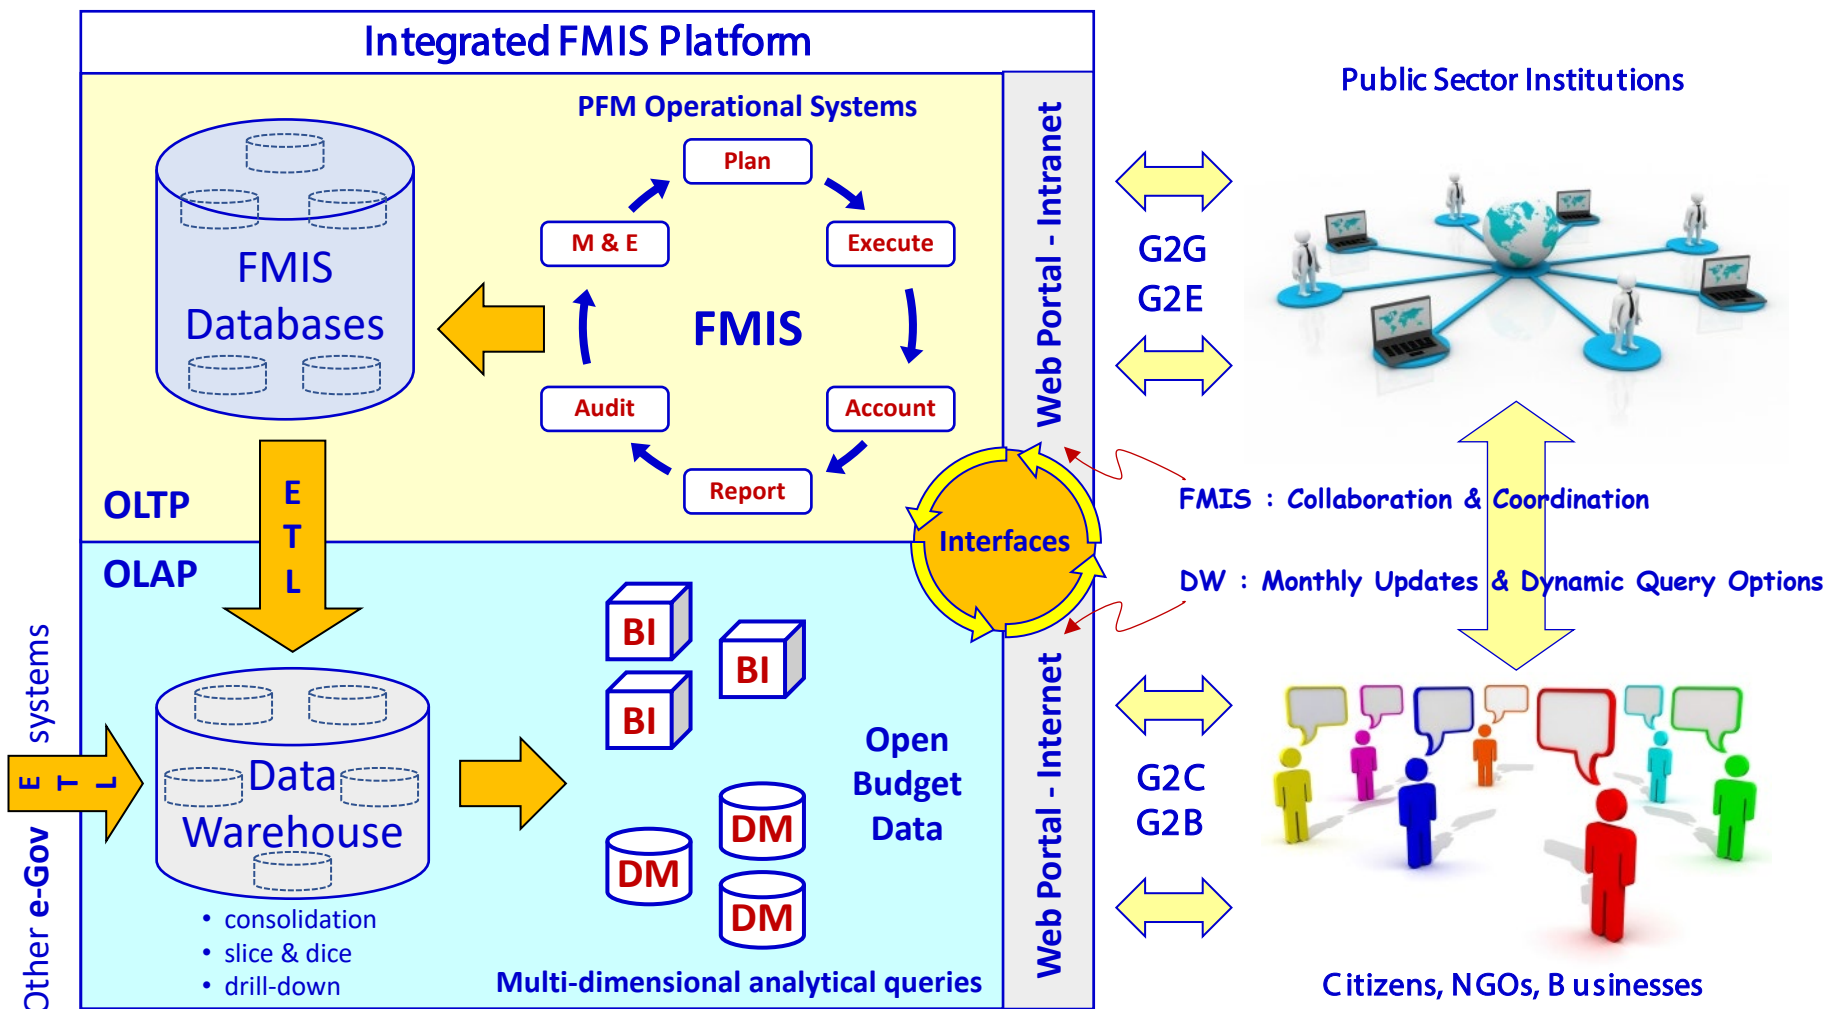 Integrated FMIS Platform
PFM Operational Systems
Plan
Execute
Account
Report
Audit
M & E
FMIS
FMIS
Databases
OLTP
E
T
L
OLAP
Other e-Gov systems
E
T
L
Data
Warehouse
• consolidation
• slice & dice
• drill-down
BI
BI
BI
DM
DM
DM
Open
Budget
Data
Multi-dimensional analytical queries
Interfaces
Web Portal - Intranet
Web Portal - Internet
Public Sector Institutions
G2G
G2E
FMIS : Collaboration & Coordination
DW : Monthly Updates & Dynamic Query Options
G2C
G2B
Citizens, NGOs, Businesses